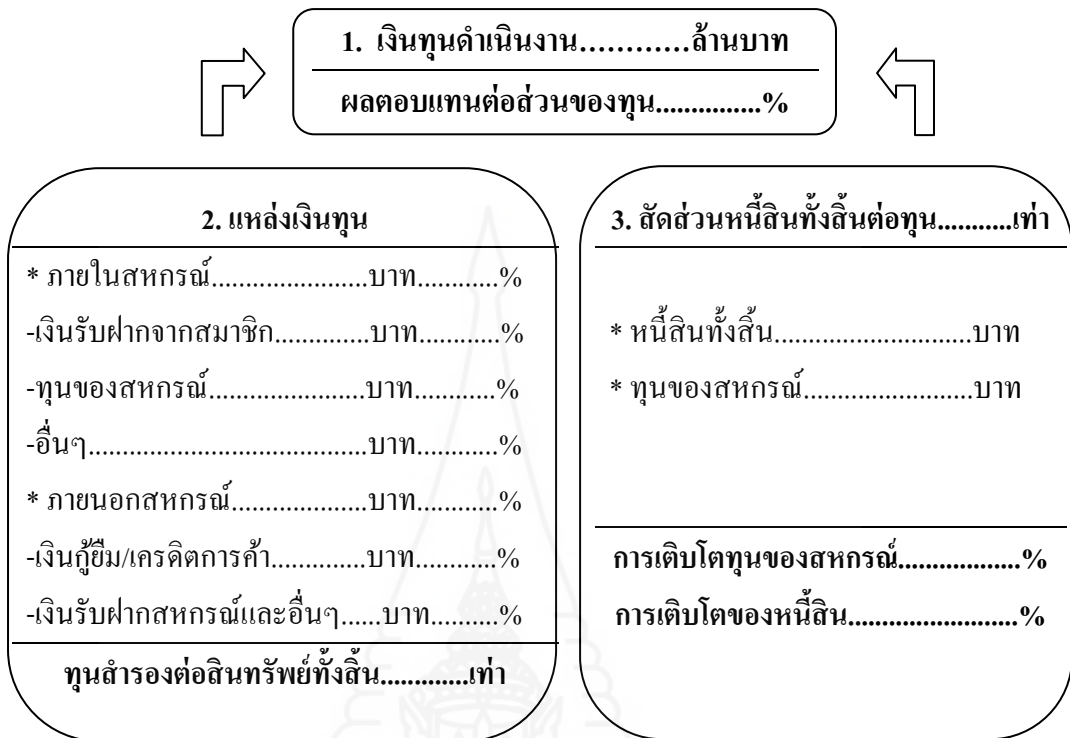 1. เงินทุนดำเนินงาน............ล้านบาท
ผลตอบแทนต่อส่วนของทุน...............%
2. แหล่งเงินทุน
* ภายในสหกรณ์.......................บาท............%
-เงินรับฝากจากสมาชิก..............บาท............%
-ทุนของสหกรณ์.......................บาท............%
-อื่นๆ.........................................บาท............%
* ภายนอกสหกรณ์....................บาท............%
-เงินกู้ยืม/เครดิตการค้า..............บาท............%
-เงินรับฝากสหกรณ์และอื่นๆ......บาท..........%
ทุนสำรองต่อสินทรัพย์ทั้งสิ้น.............เท่า
3. สัดส่วนหนี้สินทั้งสิ้นต่อทุน...........เท่า
* หนี้สินทั้งสิ้น.............................บาท
* ทุนของสหกรณ์.........................บาท
การเติบโตทุนของสหกรณ์..................%
การเติบโตของหนี้สิน.........................%